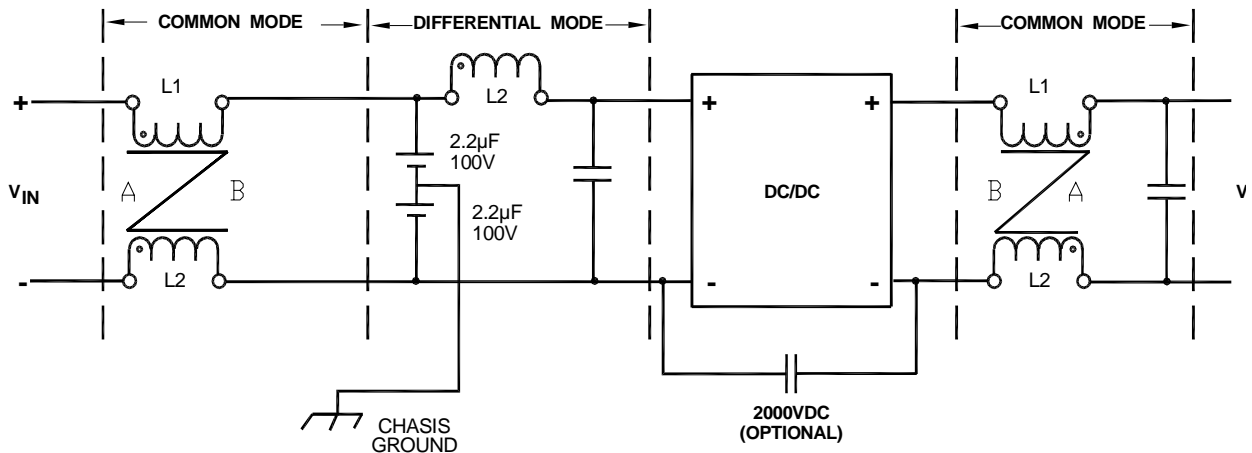 COMMON MODE
DIFFERENTIAL MODE
COMMON MODE
L1
L2
L1
+
+
+
2.2µF
100V
V_IN
A
B
DC/DC
B
A
V
2.2µF
100V
-
L2
-
-
L2
2000VDC
(OPTIONAL)
CHASIS
GROUND